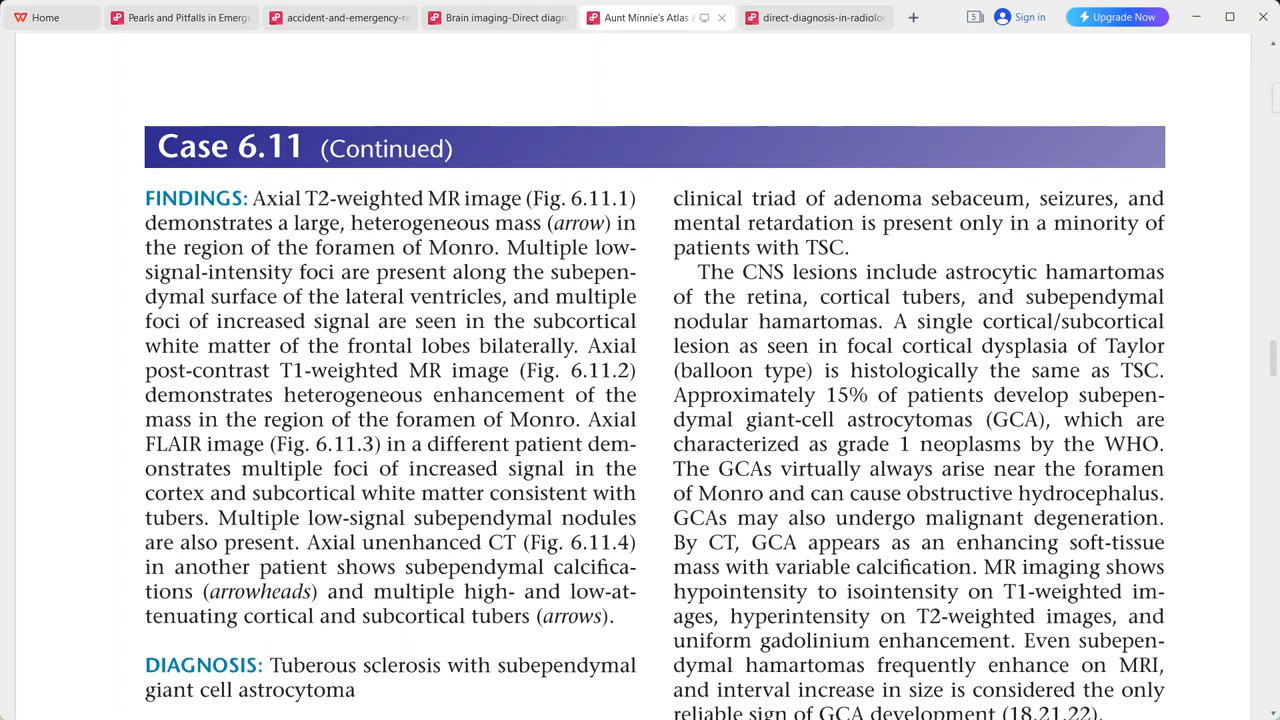 Home
Pearls and Pitfalls in Emerg
accident-and-emergency-ra
Brain imaging-Direct diagn
Aunt Minnie's Atlas
direct-diagnosis-in-radiolo
5
Sign in
Upgrade Now
Case 6.11 (Continued)
FINDINGS: Axial T2-weighted MR image (Fig. 6.11.1)
demonstrates a large, heterogeneous mass (arrow) in
the region of the foramen of Monro. Multiple low-
signal-intensity foci are present along the subepen-
dymal surface of the lateral ventricles, and multiple
foci of increased signal are seen in the subcortical
white matter of the frontal lobes bilaterally. Axial
post-contrast T1-weighted MR image (Fig. 6.11.2)
demonstrates heterogeneous enhancement of the
mass in the region of the foramen of Monro. Axial
FLAIR image (Fig. 6.11.3) in a different patient dem-
onstrates multiple foci of increased signal in the
cortex and subcortical white matter consistent with
tubers. Multiple low-signal subependymal nodules
are also present. Axial unenhanced CT (Fig. 6.11.4)
in another patient shows subependymal calcifica-
tions (arrowheads) and multiple high- and low-at-
tenuating cortical and subcortical tubers (arrows).
DIAGNOSIS: Tuberous sclerosis with subependymal
giant cell astrocytoma
clinical triad of adenoma sebaceum, seizures, and
mental retardation is present only in a minority of
patients with TSC.
The CNS lesions include astrocytic hamartomas
of the retina, cortical tubers, and subependymal
nodular hamartomas. A single cortical/subcortical
lesion as seen in focal cortical dysplasia of Taylor
(balloon type) is histologically the same as TSC.
Approximately 15% of patients develop subepen-
dymal giant-cell astrocytomas (GCA), which are
characterized as grade 1 neoplasms by the WHO.
The GCAs virtually always arise near the foramen
of Monro and can cause obstructive hydrocephalus.
GCAs may also undergo malignant degeneration.
By CT, GCA appears as an enhancing soft-tissue
mass with variable calcification. MR imaging shows
hypointensity to isointensity on T1-weighted im-
ages, hyperintensity on T2-weighted images, and
uniform gadolinium enhancement. Even subepen-
dymal hamartomas frequently enhance on MRI,
and interval increase in size is considered the only
reliable sign of GCA development (18,21,22).